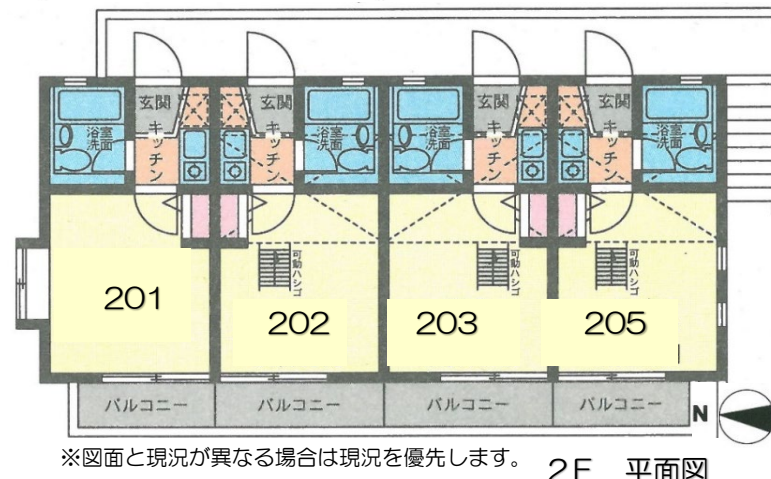 玄関
玄関
玄関
玄関
浴室
洗面
キッチン
キッチン
浴室
洗面
浴室
洗面
キッチン
キッチン
浴室
洗面
可動ハシゴ
可動ハシゴ
可動ハシゴ
201
202
203
205
バルコニー
バルコニー
バルコニー
バルコニー
N
※図面と現況が異なる場合は現況を優先します。
2F 平面図